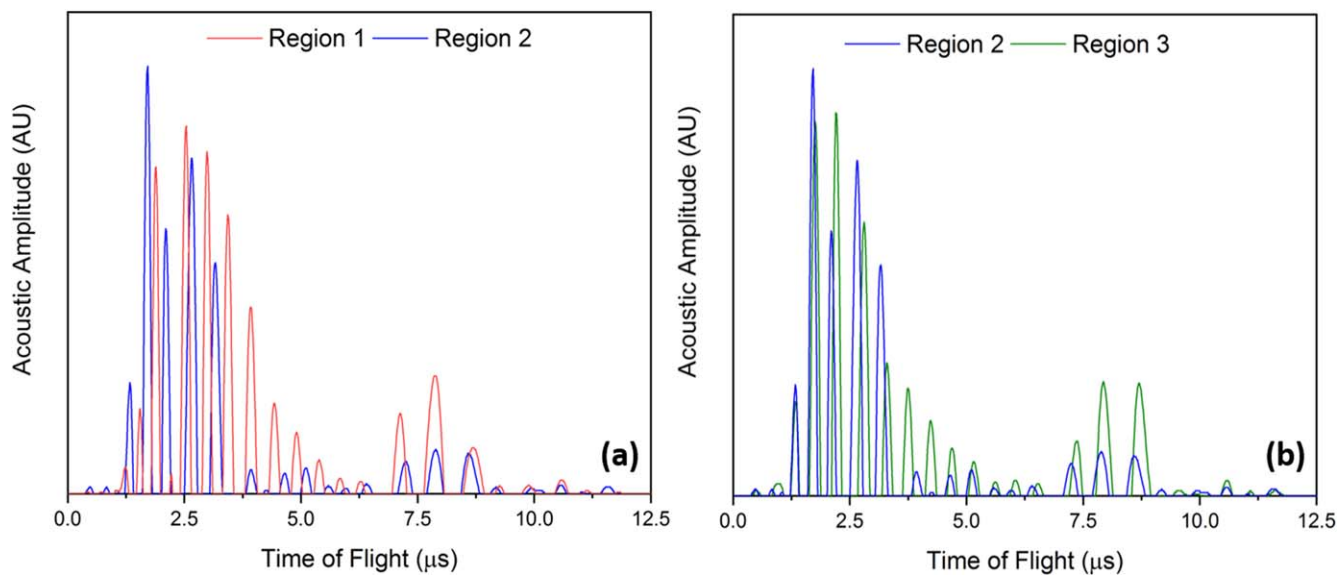 Region 1 Region 2
Acoustic Amplitude (AU)
(a)
0.0 2.5 5.0 7.5 10.0 12.5
Time of Flight (μs)
Region 2 Region 3
Acoustic Amplitude (AU)
(b)
0.0 2.5 5.0 7.5 10.0 12.5
Time of Flight (μs)